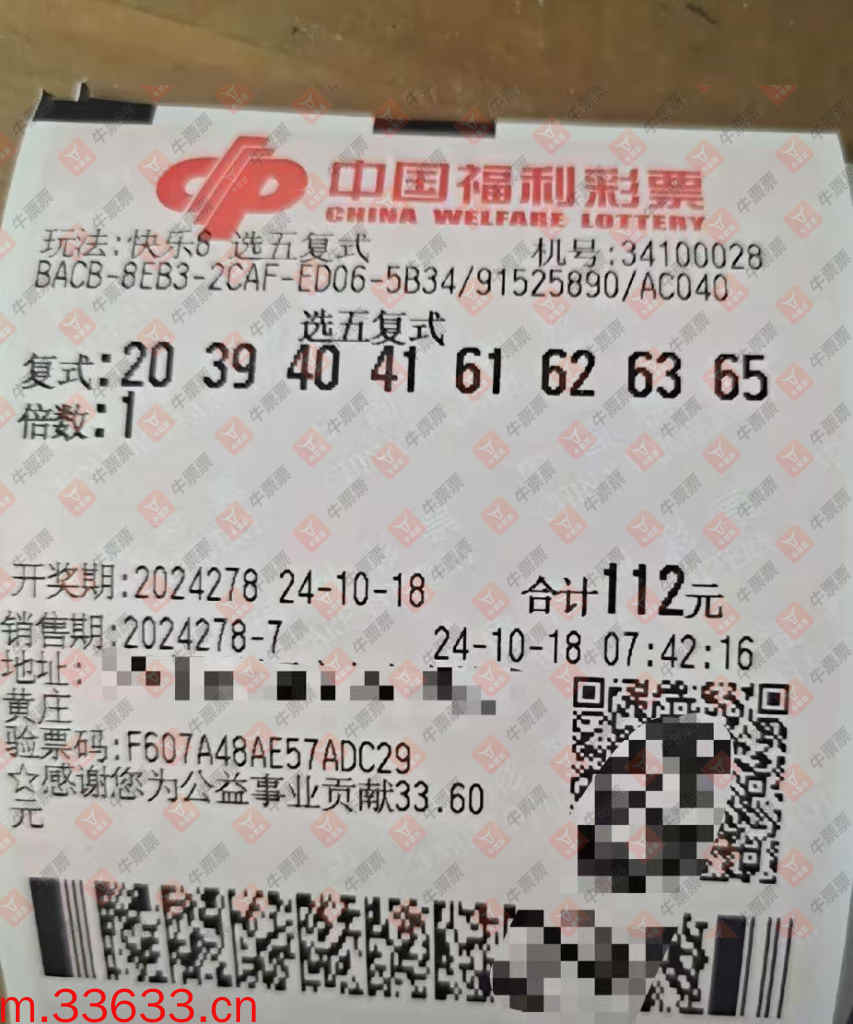 中国福利彩票
CHINA WELFARE LOTTERY
玩法:快乐8 选五复式 机号:34100028
BACB-8EB3-2CAF-ED06-5B34/91525890/AC040
选五复式
复式:20 39 40 41 61 62 63 65
倍数:1
开奖期:2024278 24-10-18 合计112元
销售期:2024278-7 24-10-18 07:42:16
地址:
黄庄
验票码:F607A48AE57ADC29
☆感谢您为公益事业贡献33.60
元
m.33633.cn
牛票票